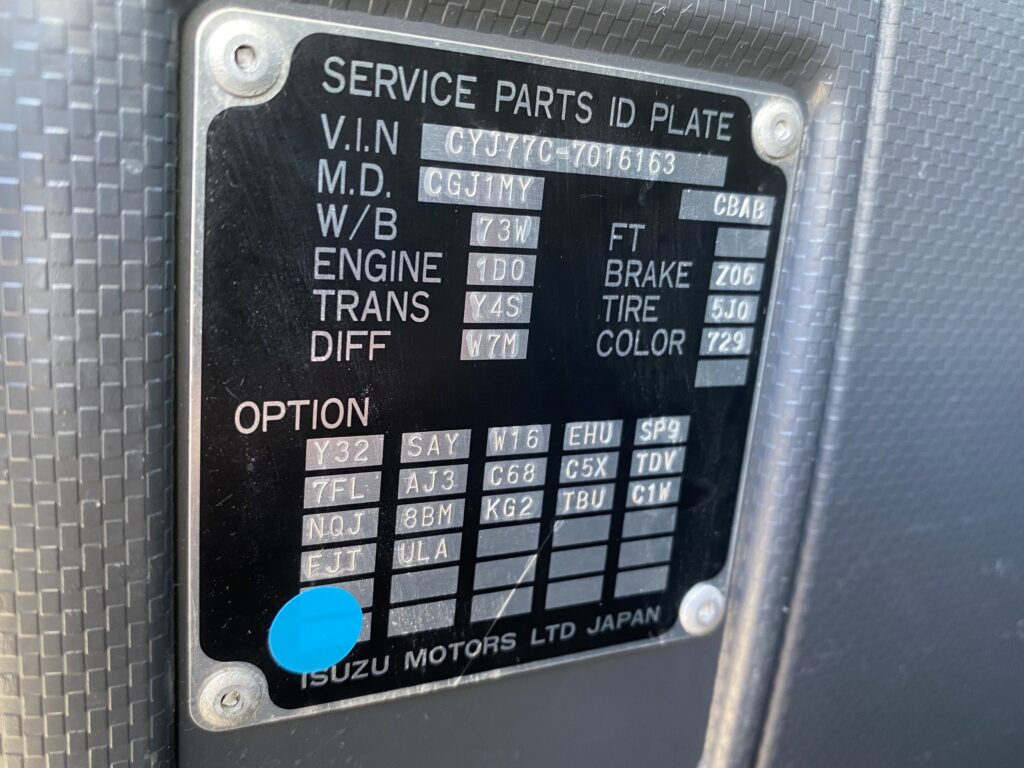 SERVICE PARTS ID PLATE
V.I.N CYJ77C-7016163
M.D. CGJ1MY CBAB
W/B 73W FT
ENGINE 1D0 BRAKE Z06
TRANS Y4S TIRE 5J0
DIFF W7M COLOR 729
OPTION
Y32 SAY W16 EHU SP9
7FL AJ3 C68 C5X TDV
NQJ 8BM KG2 TBU C1W
FJT ULA
ISUZU MOTORS LTD JAPAN